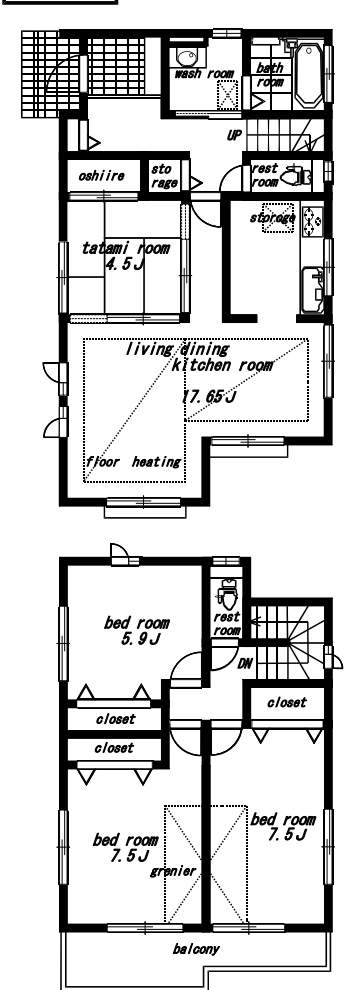 wash room
bath
room
UP
oshiire
sto
rage
rest
room
storoge
tatami room
4.5J
living dining
kitchen room
17.65J
floor heating
bed room
5.9J
rest
room
DN
closet
closet
closet
bed room
7.5J
bed room
7.5J
grenier
balcony